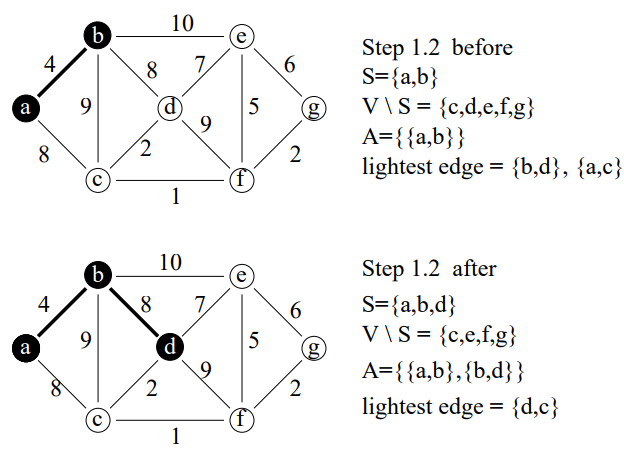 10
b
e
4
8
7
6
Step 1.2 before
S={a,b}
a
9
d
5
g
V \ S = {c,d,e,f,g}
9
A={{a,b}}
8
2
2
lightest edge = {b,d}, {a,c}
c
f
1
10
b
e
Step 1.2 after
4
8
7
6
S={a,b,d}
a
9
d
5
g
V \ S = {c,e,f,g}
9
A={{a,b},{b,d}}
8
2
2
lightest edge = {d,c}
c
f
1